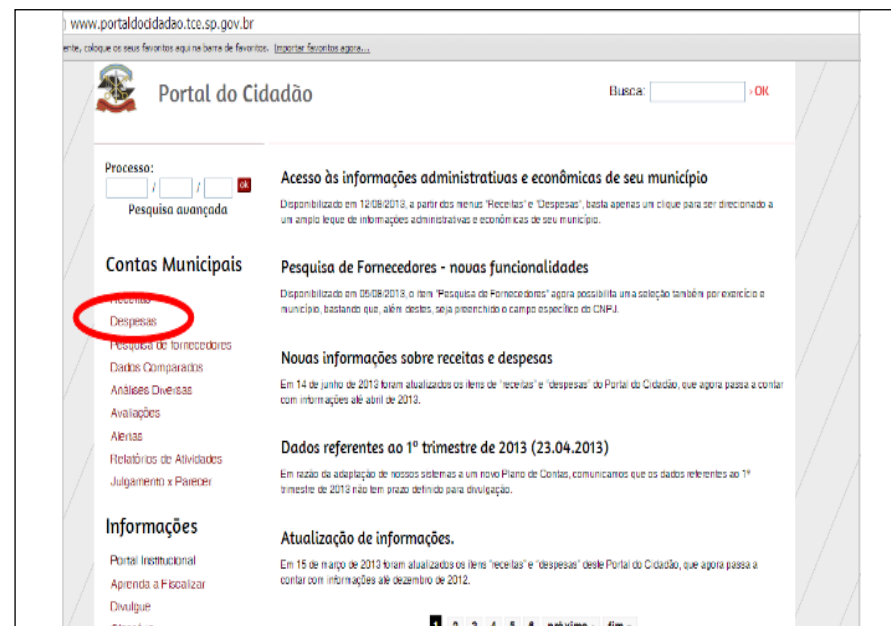 www.portaldocidadao.tce.sp.gov.br
ente, coloque os seus favoritos aqui na barra de favoritos. Importar favoritos agora...
Portal do Cidadão
Busca: › OK
Processo:
/ / ok
Pesquisa avançada
Contas Municipais
Receitas
Despesas
Pesquisa de fornecedores
Dados Comparados
Análises Diversas
Avaliações
Alertas
Relatórios de Atividades
Julgamento x Parecer
Informações
Portal Institucional
Aprenda a Fiscalizar
Divulgue
Acesso às informações administrativas e econômicas de seu município
Disponibilizado em 12/08/2013, a partir dos menus "Receitas" e "Despesas", basta apenas um clique para ser direcionado a
um amplo leque de informações administrativas e econômicas de seu município.
Pesquisa de Fornecedores - novas funcionalidades
Disponibilizado em 05/08/2013, o item "Pesquisa de Fornecedores" agora possibilita uma seleção também por exercício e
município, bastando que, além destes, seja preenchido o campo específico do CNPJ.
Novas informações sobre receitas e despesas
Em 14 de junho de 2013 foram atualizados os itens de "receitas" e "despesas" do Portal do Cidadão, que agora passa a contar
com informações até abril de 2013.
Dados referentes ao 1º trimestre de 2013 (23.04.2013)
Em razão da adaptação de nossos sistemas a um novo Plano de Contas, comunicamos que os dados referentes ao 1º
trimestre de 2013 não tem prazo definido para divulgação.
Atualização de informações.
Em 15 de março de 2013 foram atualizados os itens "receitas" e "despesas" deste Portal do Cidadão, que agora passa a
contar com informações até dezembro de 2012.
1 2 3 4 5 6 próximo › fim »